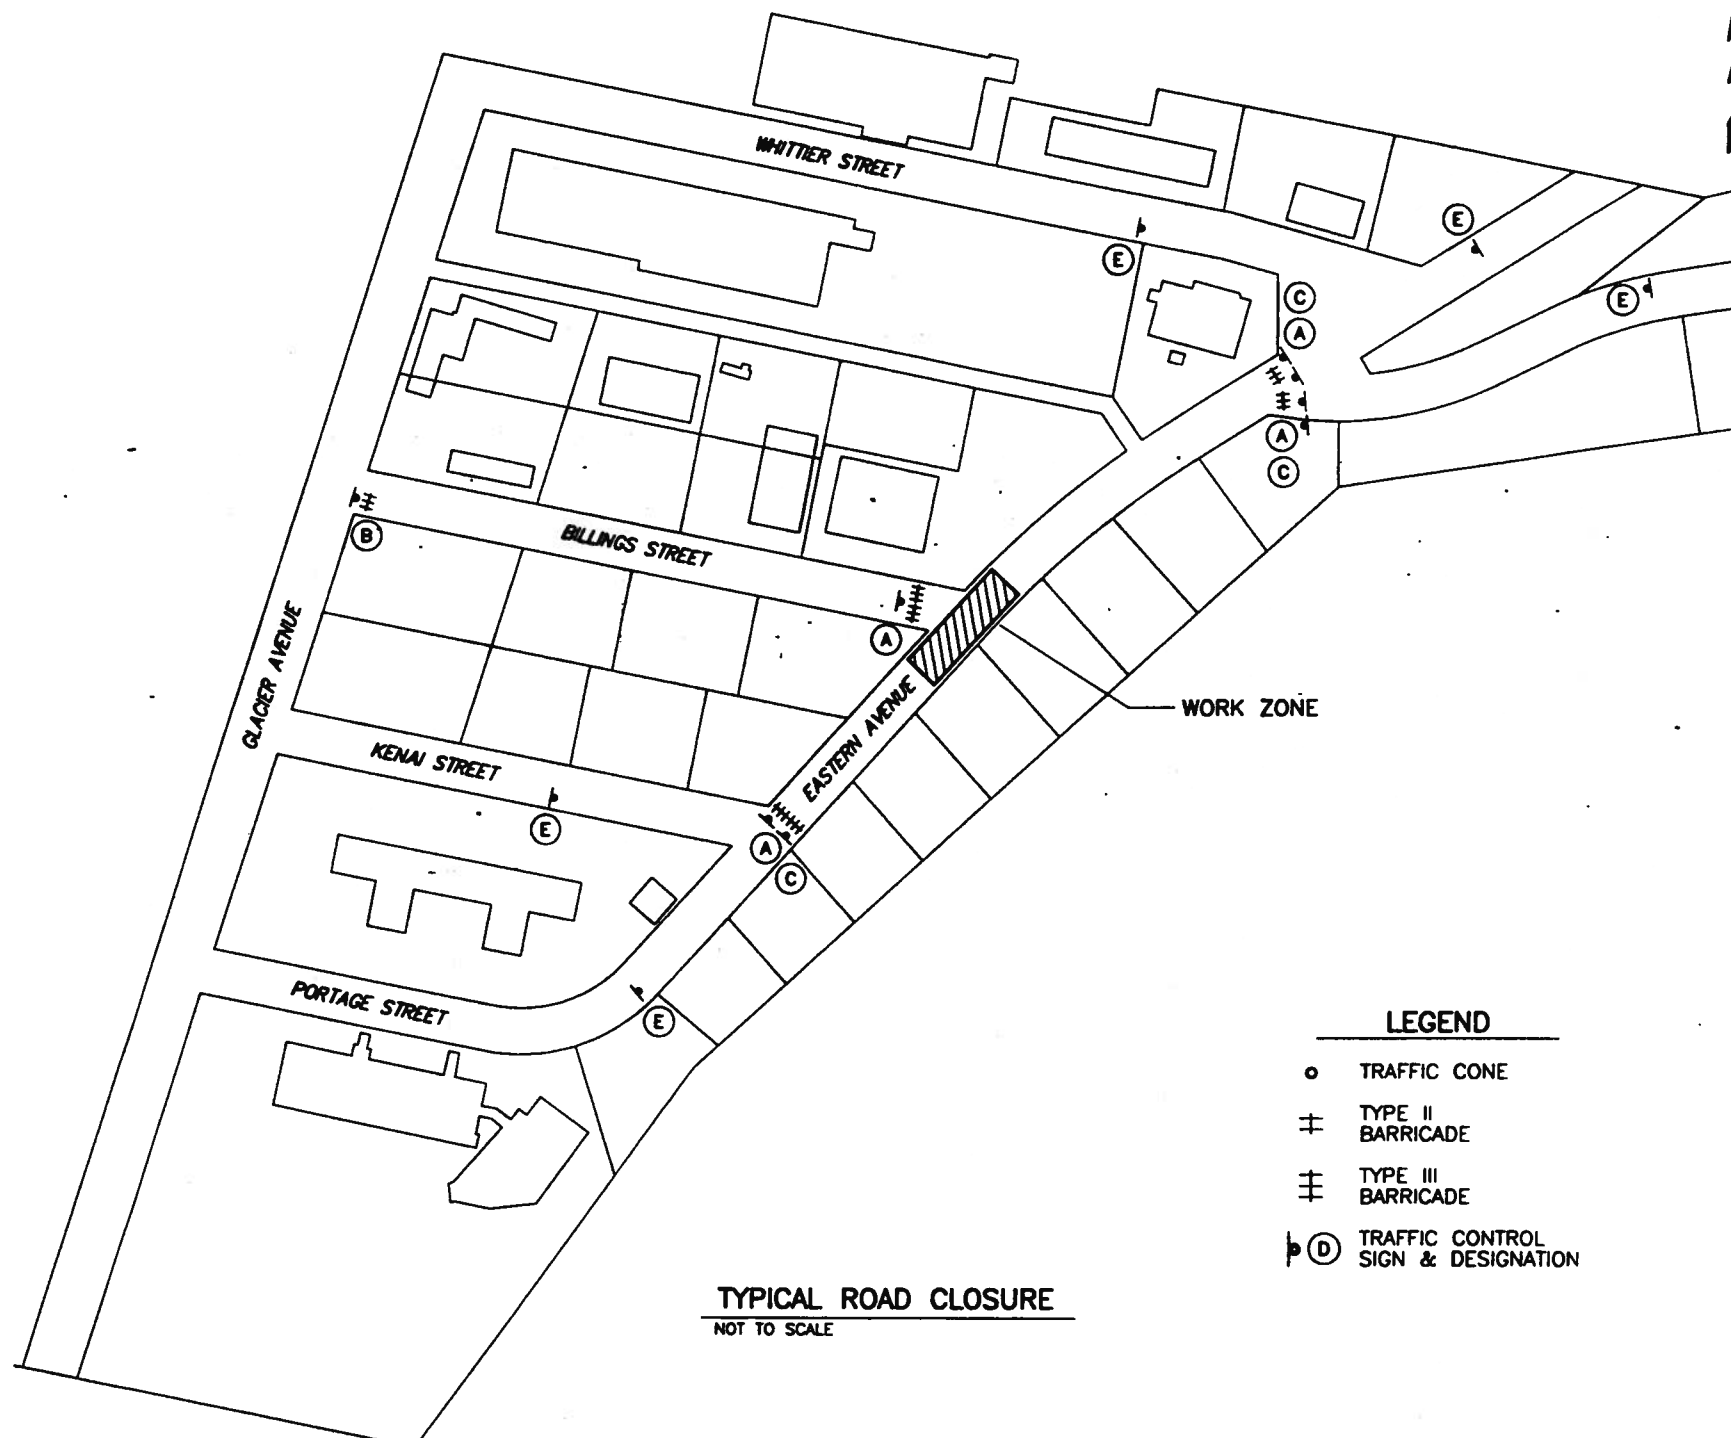 WHITTIER STREET
E
E
E
C
A
A
C
B
BILLINGS STREET
A
GLACIER AVENUE
EASTERN AVENUE
WORK ZONE
KENAI STREET
E
A
C
PORTAGE STREET
E
LEGEND
TRAFFIC CONE
TYPE II
BARRICADE
TYPE III
BARRICADE
D
TRAFFIC CONTROL
SIGN & DESIGNATION
TYPICAL ROAD CLOSURE
NOT TO SCALE